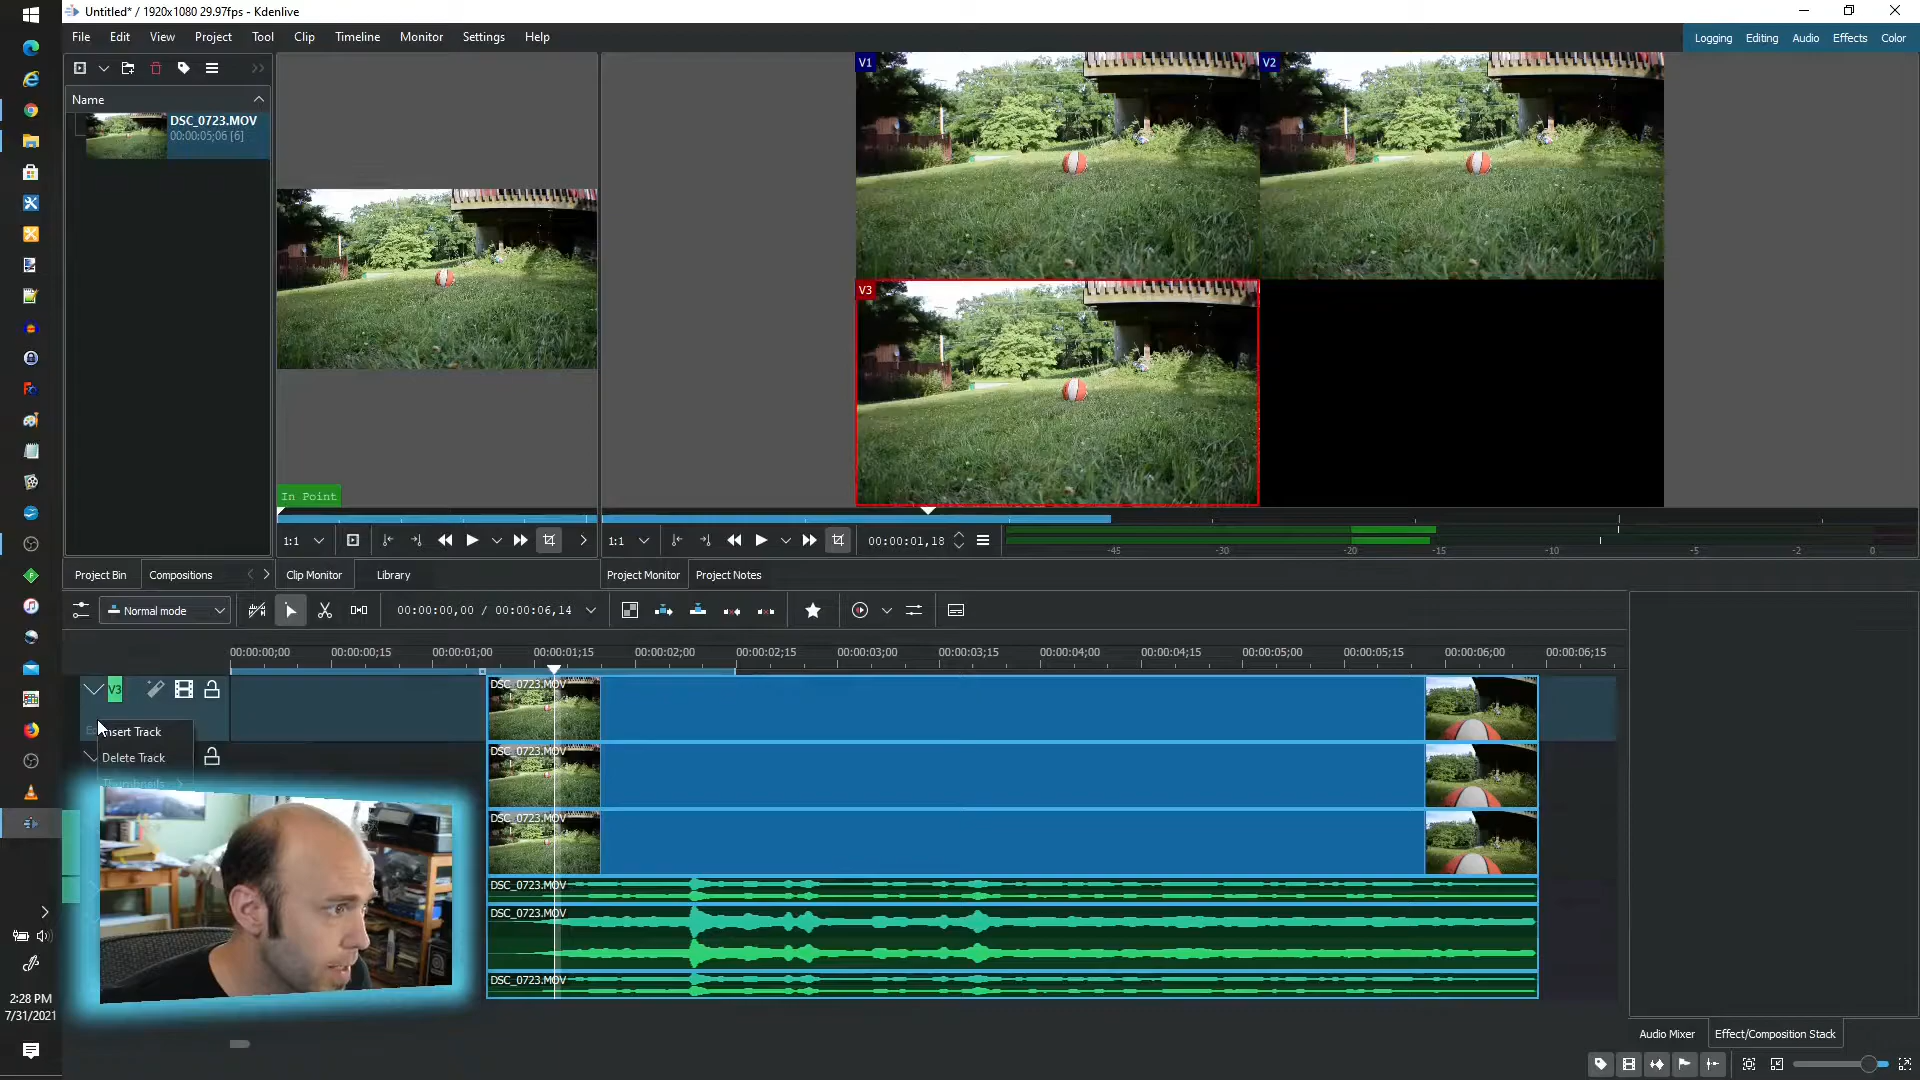 Untitled* / 1920x1080 29.97fps - Kdenlive
File Edit View Project Tool Clip Timeline Monitor Settings Help
Logging Editing Audio Effects Color
Name
DSC_0723.MOV
00:00:05;06 [6]
V1
V2
V3
In Point
1:1
1:1
00:00:01,18
-45 -30 -20 -15 -10 -5 -2 0
Project Bin Compositions Clip Monitor Library Project Monitor Project Notes
Normal mode
00:00:00,00 / 00:00:06,14
00:00:00;00 00:00:00;15 00:00:01;00 00:00:01;15 00:00:02;00 00:00:02;15 00:00:03;00 00:00:03;15 00:00:04;00 00:00:04;15 00:00:05;00 00:00:05;15 00:00:06;00 00:00:06;15
V3
DSC_0723.MOV
nsert Track
DSC_0723.MOV
Delete Track
Thumbnails
DSC_0723.MOV
DSC_0723.MOV
DSC_0723.MOV
DSC_0723.MOV
2:28 PM
7/31/2021
Audio Mixer Effect/Composition Stack